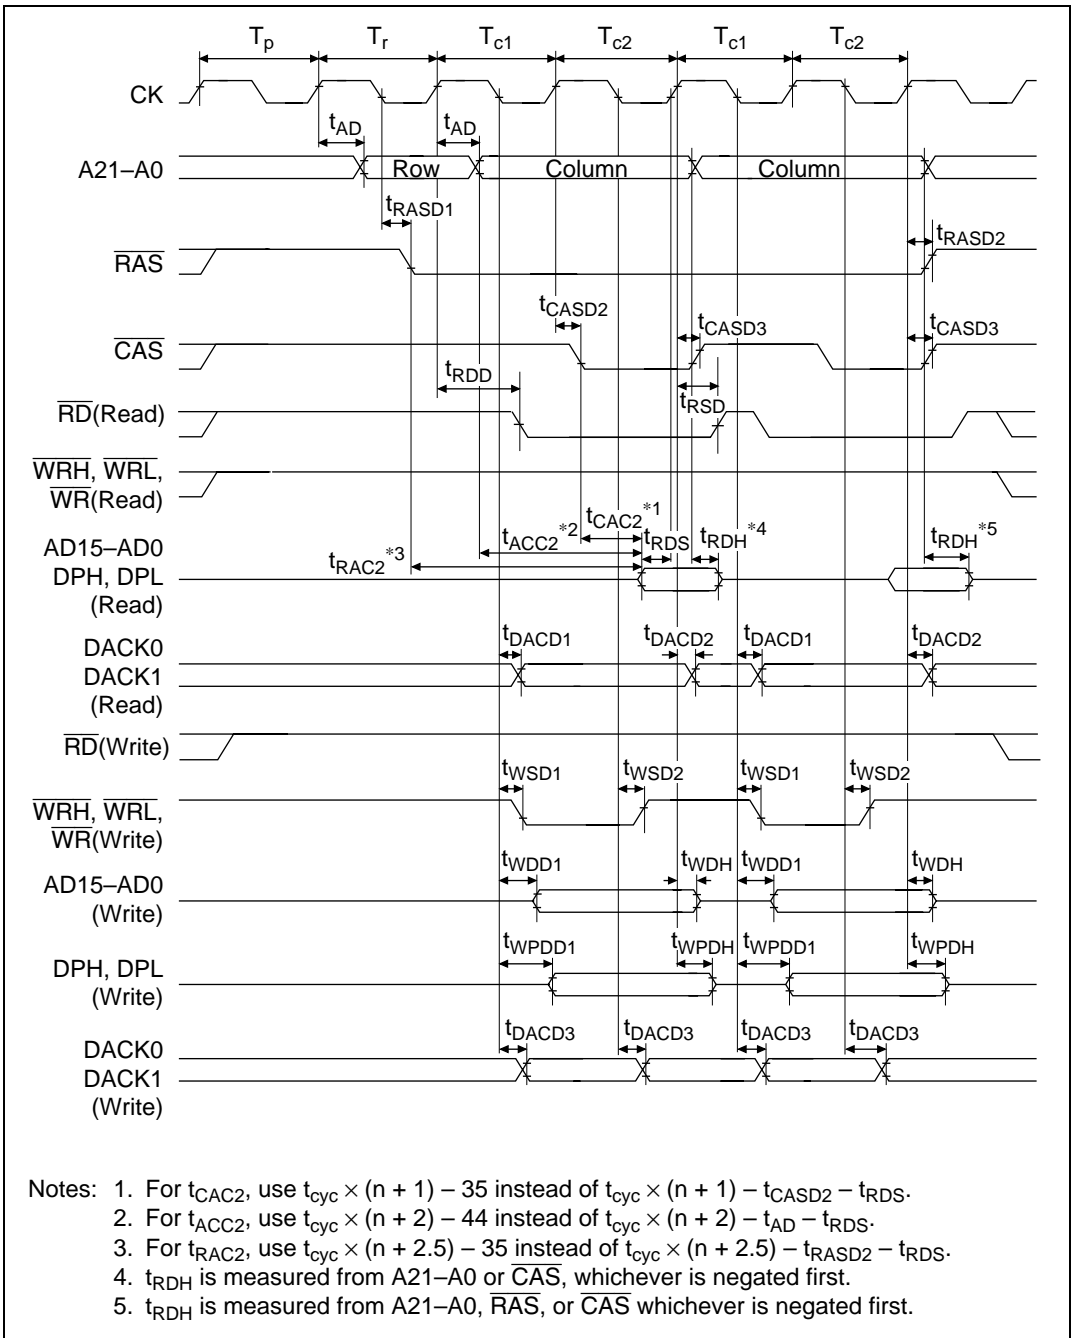 Tp Tr Tc1 Tc2 Tc1 Tc2
CK
tAD tAD
A21–A0 Row Column Column
tRASD1
tRASD2
RAS
tCASD2 tCASD3 tCASD3
CAS
tRDD
tRSD
RD(Read)
WRH, WRL,
WR(Read)
tCAC2*1
tACC2*2 tRDS tRDH*4 tRDH*5
tRAC2*3
AD15–AD0
DPH, DPL
(Read)
tDACD1 tDACD2 tDACD1 tDACD2
DACK0
DACK1
(Read)
RD(Write)
tWSD1 tWSD2 tWSD1 tWSD2
WRH, WRL,
WR(Write)
tWDD1 tWDH tWDD1 tWDH
AD15–AD0
(Write)
tWPDD1 tWPDH tWPDD1 tWPDH
DPH, DPL
(Write)
tDACD3 tDACD3 tDACD3 tDACD3
DACK0
DACK1
(Write)
Notes: 1. For tCAC2, use tcyc × (n + 1) – 35 instead of tcyc × (n + 1) – tCASD2 – tRDS.
2. For tACC2, use tcyc × (n + 2) – 44 instead of tcyc × (n + 2) – tAD – tRDS.
3. For tRAC2, use tcyc × (n + 2.5) – 35 instead of tcyc × (n + 2.5) – tRASD2 – tRDS.
4. tRDH is measured from A21–A0 or CAS, whichever is negated first.
5. tRDH is measured from A21–A0, RAS, or CAS whichever is negated first.